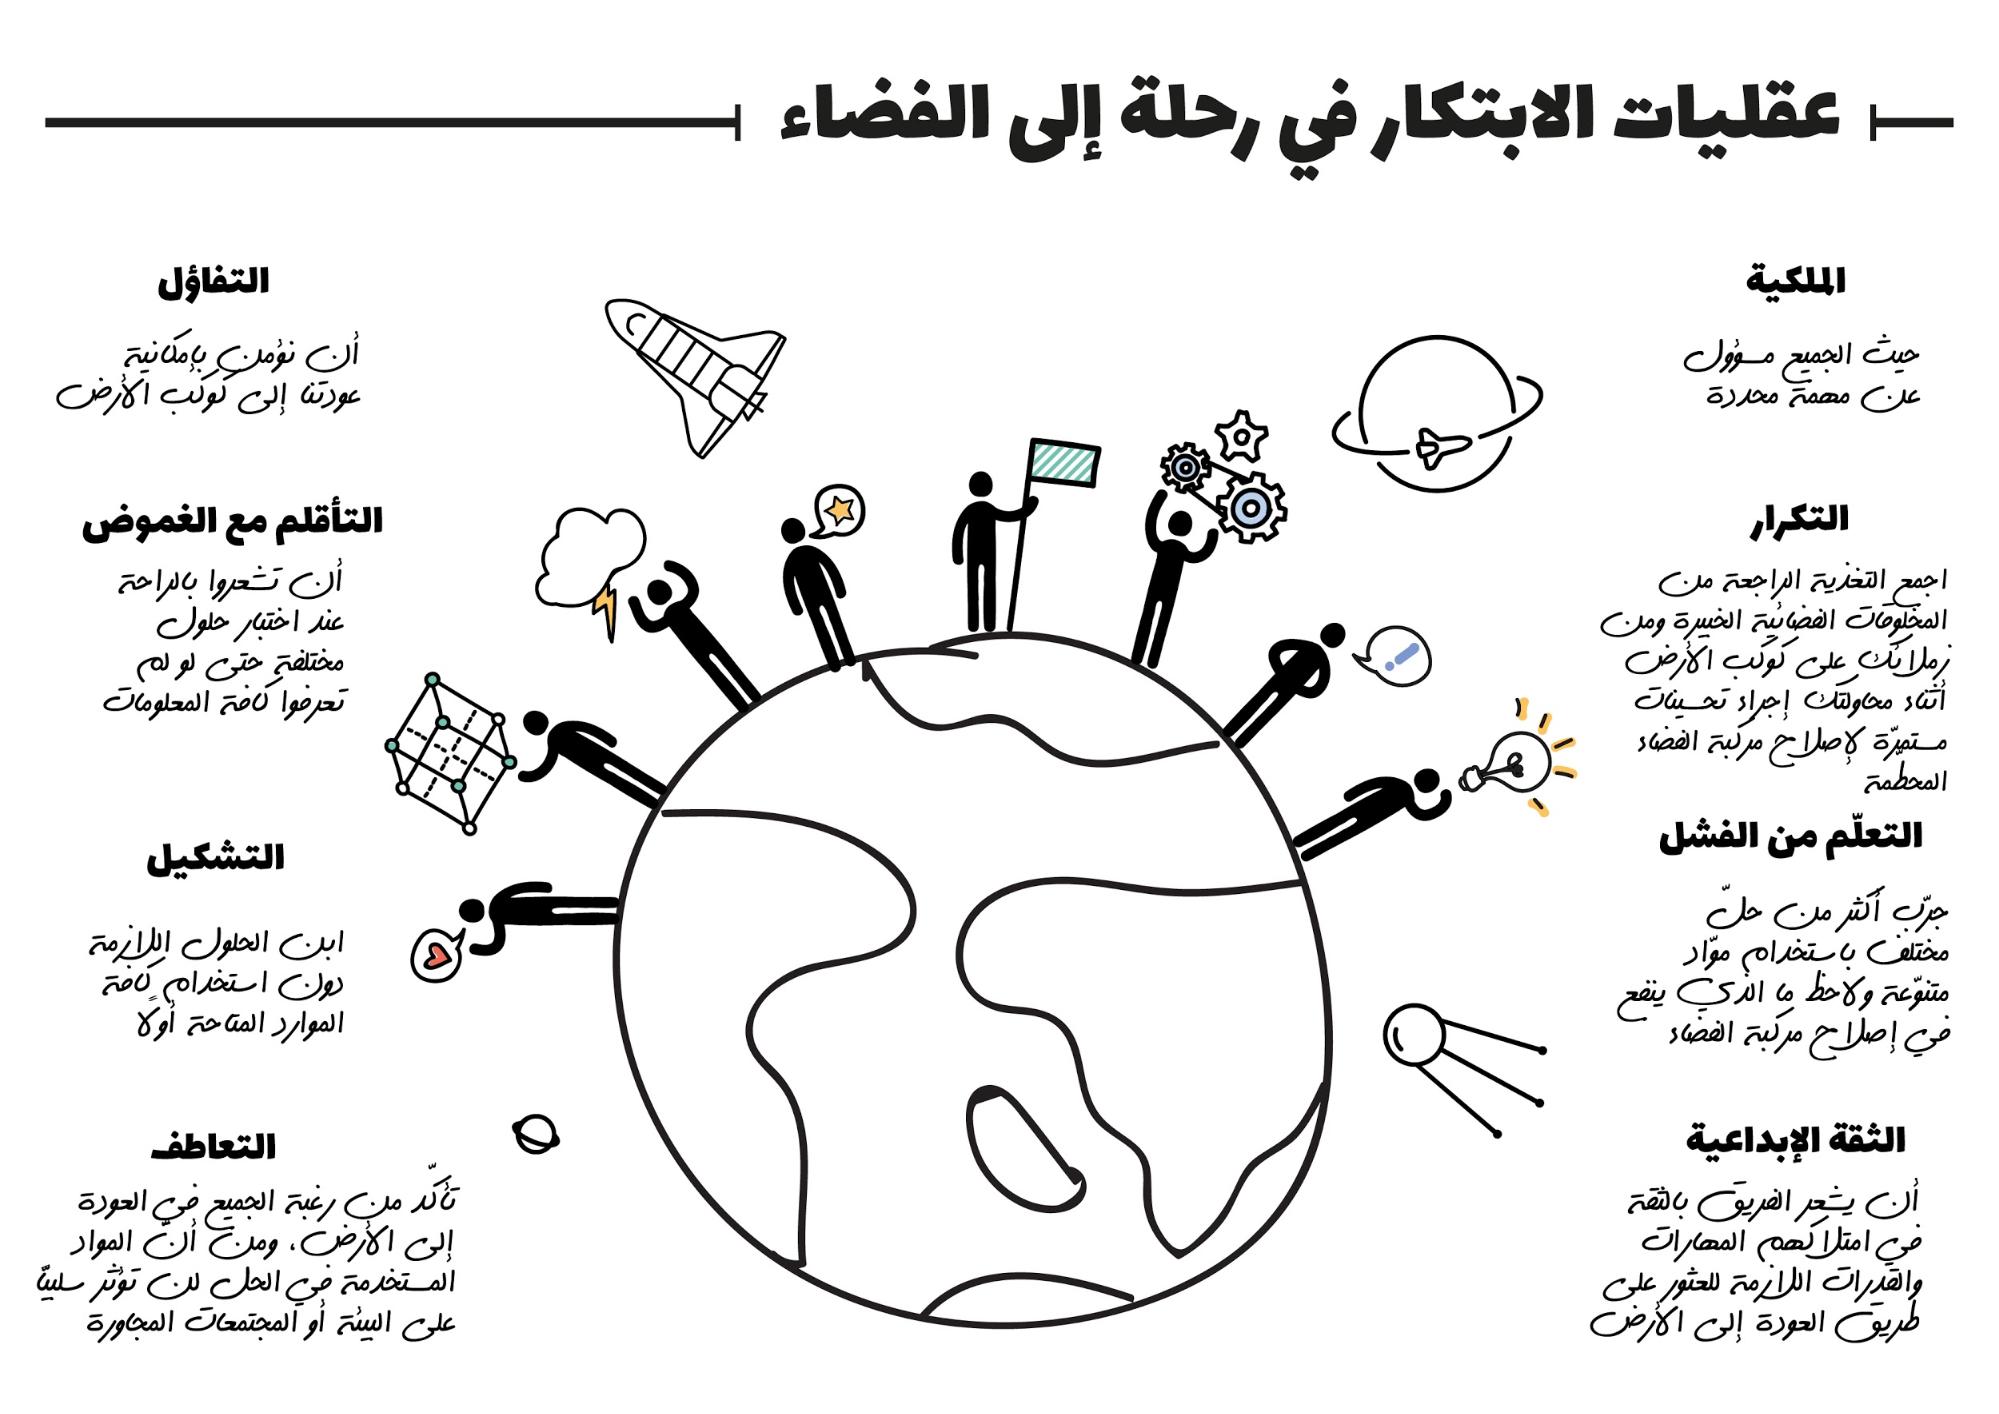 عقليات الابتكار في رحلة إلى الفضاء
الملكية
حيث الجميع مسؤول
عن مهمة محددة
التكرار
اجمع التغذية الراجعة من
المخلوقات الفضائية الخبيرة ومن
زملائك على كوكب الأرض
أثناء محاولتك إجراء تحسينات
مستمرّة لإصلاح مركبة الفضاء
المحطّمة
التعلّم من الفشل
جرّب أكثر من حلّ
مختلف باستخدام موّاد
متنوّعة ولاحظ ما الذي ينفع
في إصلاح مركبة الفضاء
الثقة الإبداعية
أن يشعر الفريق بالثقة
في امتلاكهم المهارات
والقدرات اللازمة للعثور على
طريق العودة إلى الأرض
التفاؤل
أن نؤمن بإمكانية
عودتنا إلى كوكب الأرض
التأقلم مع الغموض
أن تشعروا بالراحة
عند اختبار حلول
مختلفة حتى لو لم
تعرفوا كافة المعلومات
التشكيل
ابن الحلول اللازمة
دون استخدام كافة
الموارد المتاحة أولا
التعاطف
تأكّد من رغبة الجميع في العودة
إلى الأرض، ومن أنّ المواد
المستخدمة في الحل لن تؤثر سلبيّا
على البيئة أو المجتمعات المجاورة